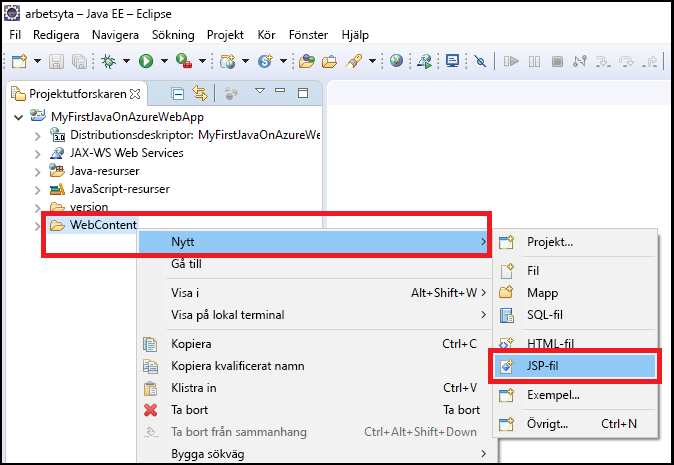 arbetsyta – Java EE – Eclipse
Fil Redigera Navigera Sökning Projekt Kör Fönster Hjälp
Projektutforskaren
MyFirstJavaOnAzureWebApp
3.0 Distributionsdeskriptor: MyFirstJavaOnAzureWe
JAX-WS Web Services
Java-resurser
JavaScript-resurser
version
WebContent
Nytt
Gå till
Visa i Alt+Shift+W
Visa på lokal terminal
Kopiera Ctrl+C
Kopiera kvalificerat namn
Klistra in Ctrl+V
Ta bort Ta bort
Ta bort från sammanhang Ctrl+Alt+Shift+Down
Bygga sökväg
Projekt...
Fil
Mapp
SQL-fil
HTML-fil
JSP-fil
Exempel...
Övrigt... Ctrl+N